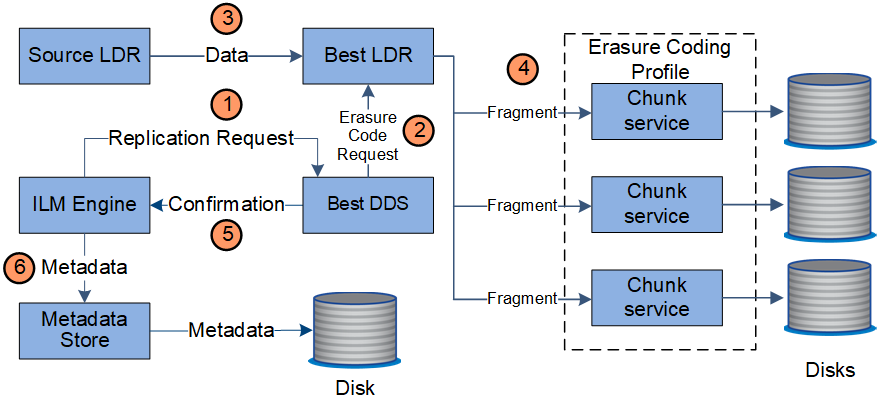 3
Source LDR
Data
Best LDR
4
Erasure Coding
Profile
Fragment
Chunk
service
1
Replication Request
Erasure
Code
Request
2
ILM Engine
Confirmation
Best DDS
Fragment
Chunk
service
5
6
Metadata
Metadata
Store
Metadata
Fragment
Chunk
service
Disk
Disks